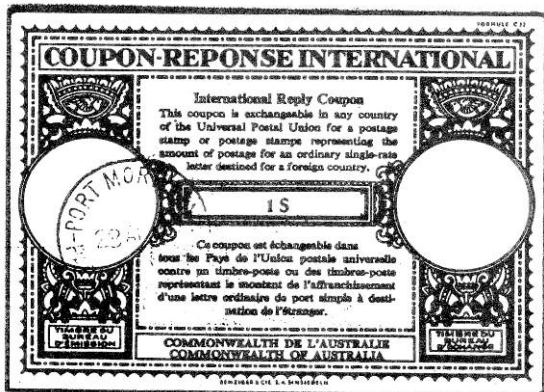 FORMULE C 22
COUPON-REPONSE INTERNATIONAL
International Reply Coupon
This coupon is exchangeable in any country
of the Universal Postal Union for a postage
stamp or postage stamps representing the
amount of postage for an ordinary single-rate
letter destined for a foreign country.
PORT MOR
1 S
Ce coupon est échangeable dans
tous les Pays de l'Union postale universelle
contre un timbre-poste ou des timbres-poste
représentant le montant de l'affranchissement
d'une lettre ordinaire de port simple à desti-
nation de l'étranger.
TIMBRE DU
BUREAU
D'ÉMISSION
TIMBRE DU
BUREAU
D'ÉCHANGE
COMMONWEALTH DE L'AUSTRALIE
COMMONWEALTH OF AUSTRALIA